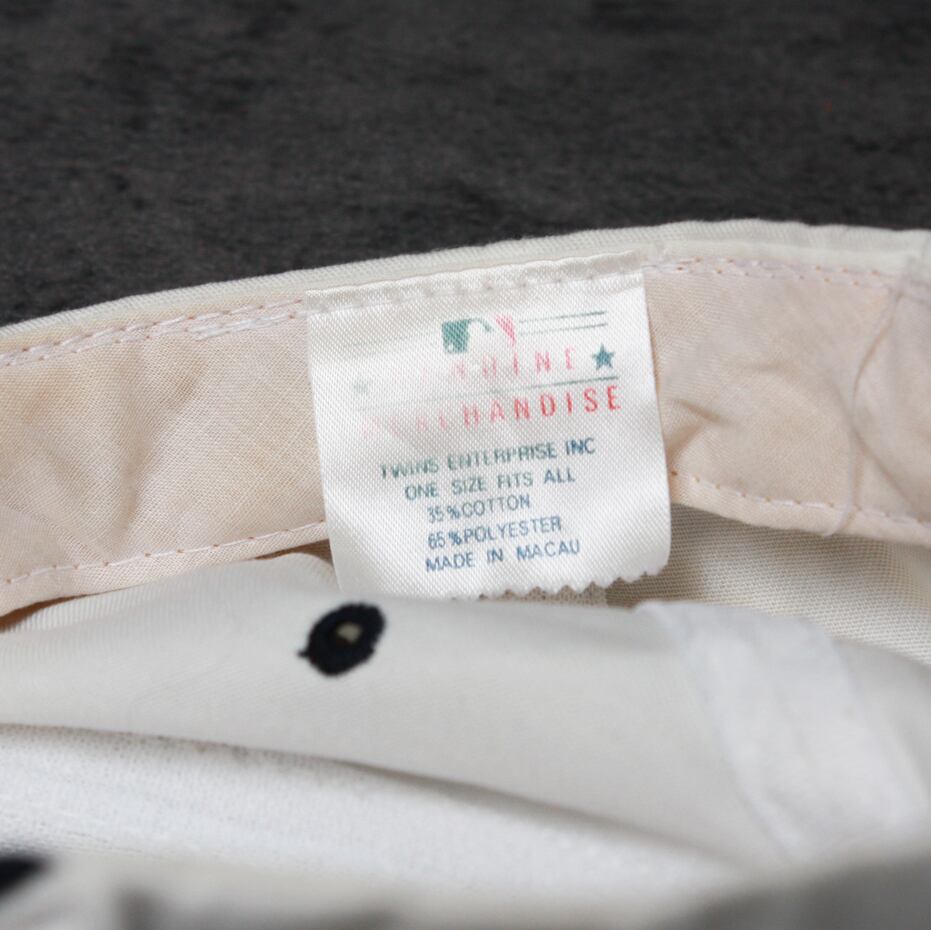 MERCHANDISE
TWINS ENTERPRISE INC
ONE SIZE FITS ALL
35%COTTON
65%POLYESTER
MADE IN MACAU